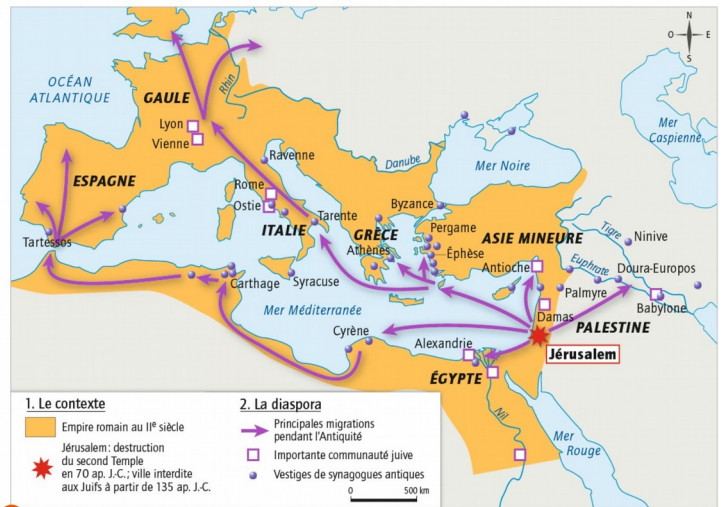 N
O
E
S
OCÉAN
ATLANTIQUE
GAULE
Rhin
Lyon
Vienne
Mer
Caspienne
Ravenne
Danube
Mer Noire
ESPAGNE
Rome
Ostie
Byzance
Tarente
ITALIE
GRÈCE
Pergame
ASIE MINEURE
Tigre
Ninive
Tartessos
Athènes
Éphèse
Antioche
Euphrate
Doura-Europos
Carthage
Syracuse
Palmyre
Babylone
Mer Méditerranée
Damas
PALESTINE
Cyrène
Alexandrie
Jérusalem
ÉGYPTE
Nil
Mer
Rouge
1. Le contexte
Empire romain au IIe siècle
Jérusalem : destruction
du second Temple
en 70 ap. J.-C. ; ville interdite
aux Juifs à partir de 135 ap. J.-C.
2. La diaspora
Principales migrations
pendant l'Antiquité
Importante communauté juive
Vestiges de synagogues antiques
0
500 km